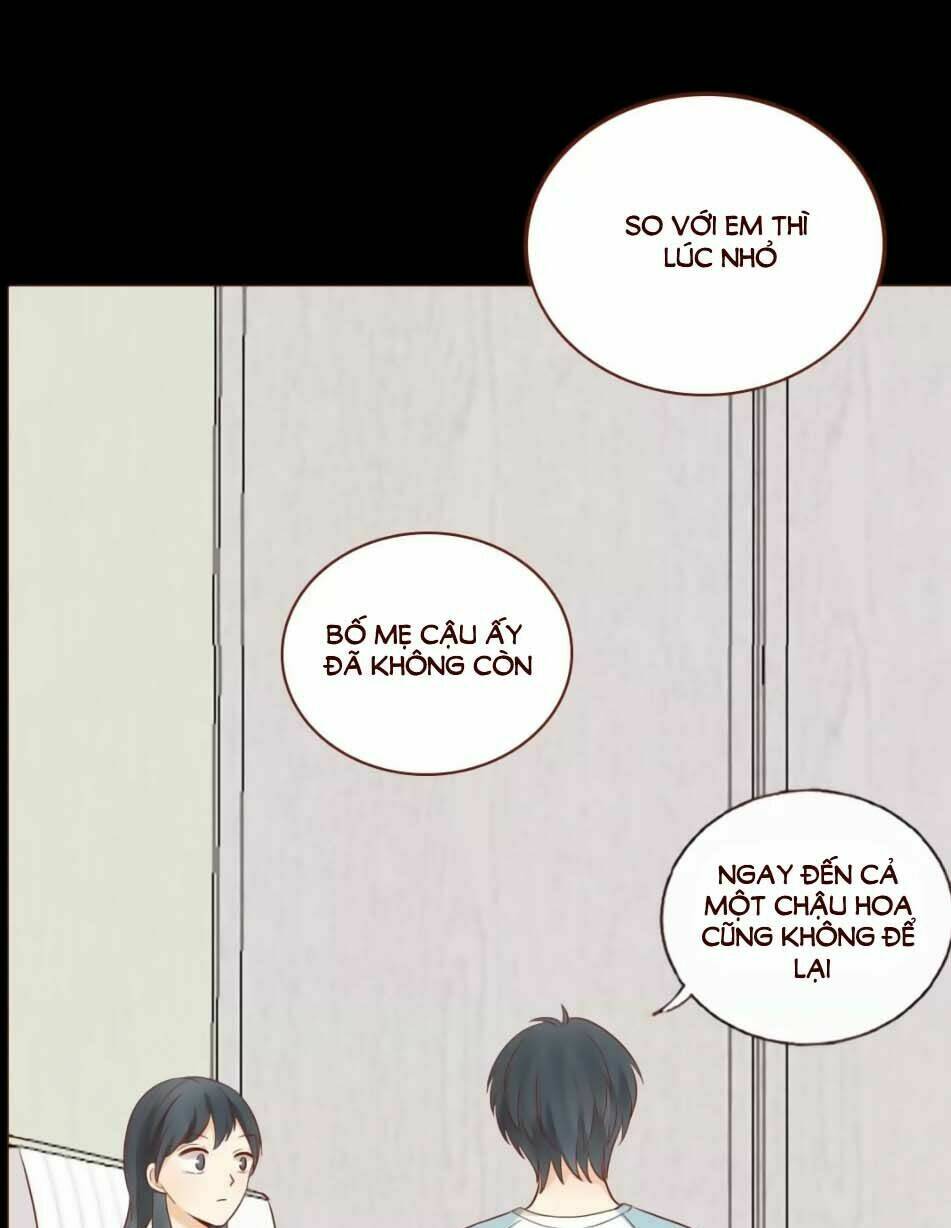 SO VỚI EM THÌ
LÚC NHỎ
BỐ MẸ CẬU ẤY
ĐÃ KHÔNG CÒN
NGAY ĐẾN CẢ
MỘT CHẬU HOA
CŨNG KHÔNG ĐỂ
LẠI